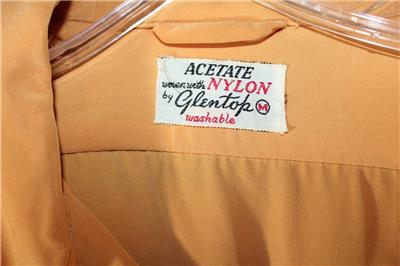 ACETATE
woven with NYLON
by Glentop M
washable